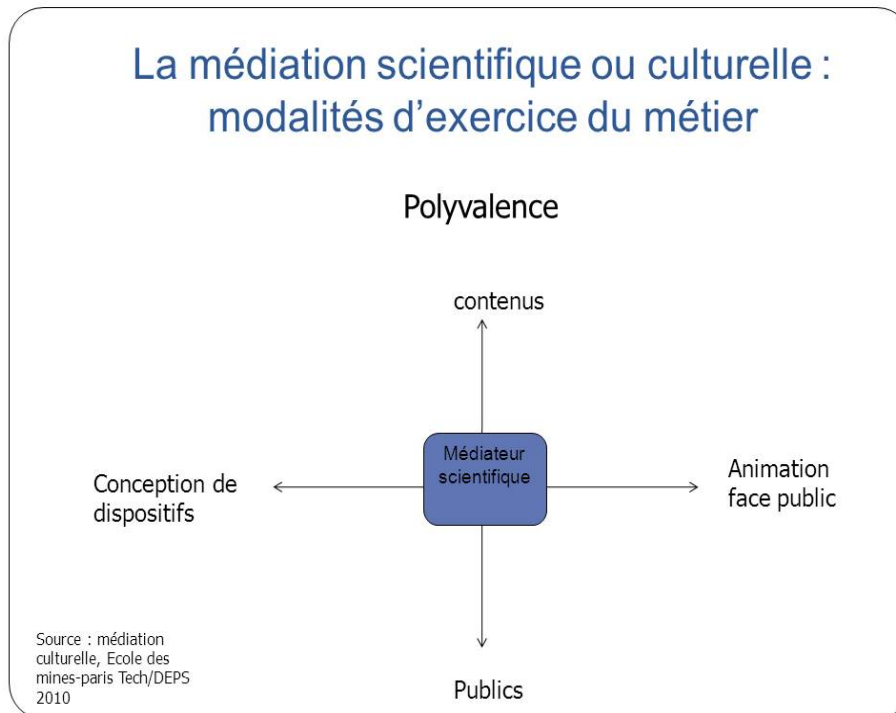 La médiation scientifique ou culturelle :
modalités d'exercice du métier
Polyvalence
contenus
Médiateur
scientifique
Conception de
dispositifs
Animation
face public
Source : médiation
culturelle, Ecole des
mines-paris Tech/DEPS
2010
Publics